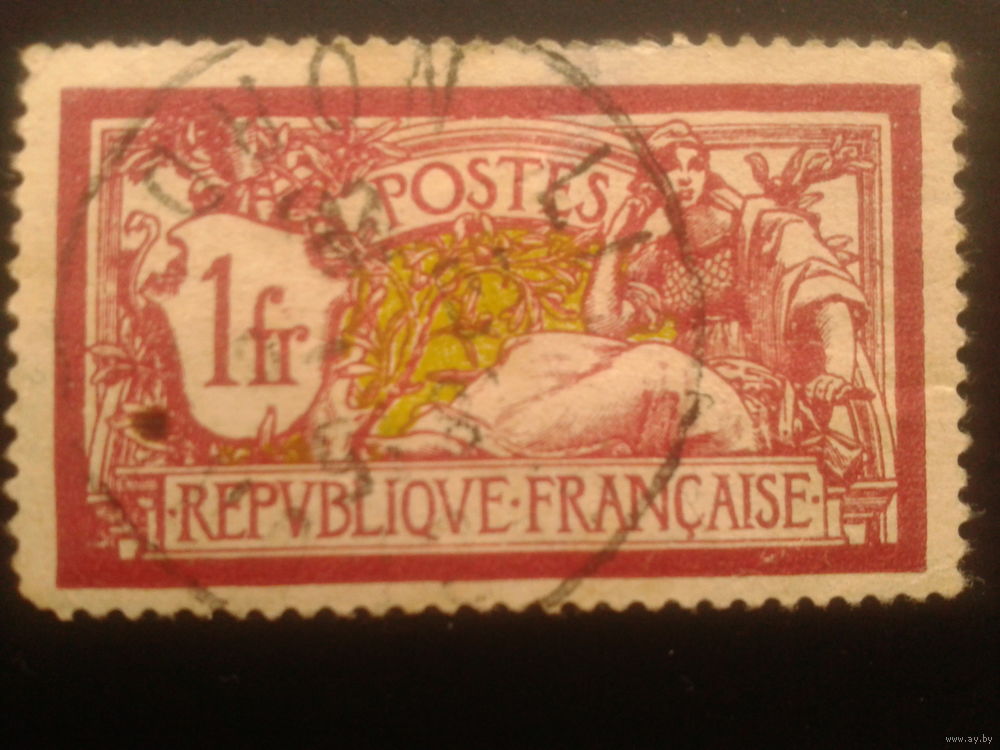 POSTES
1fr
·REPVBLIQVE·FRANÇAISE·
www.ay.by